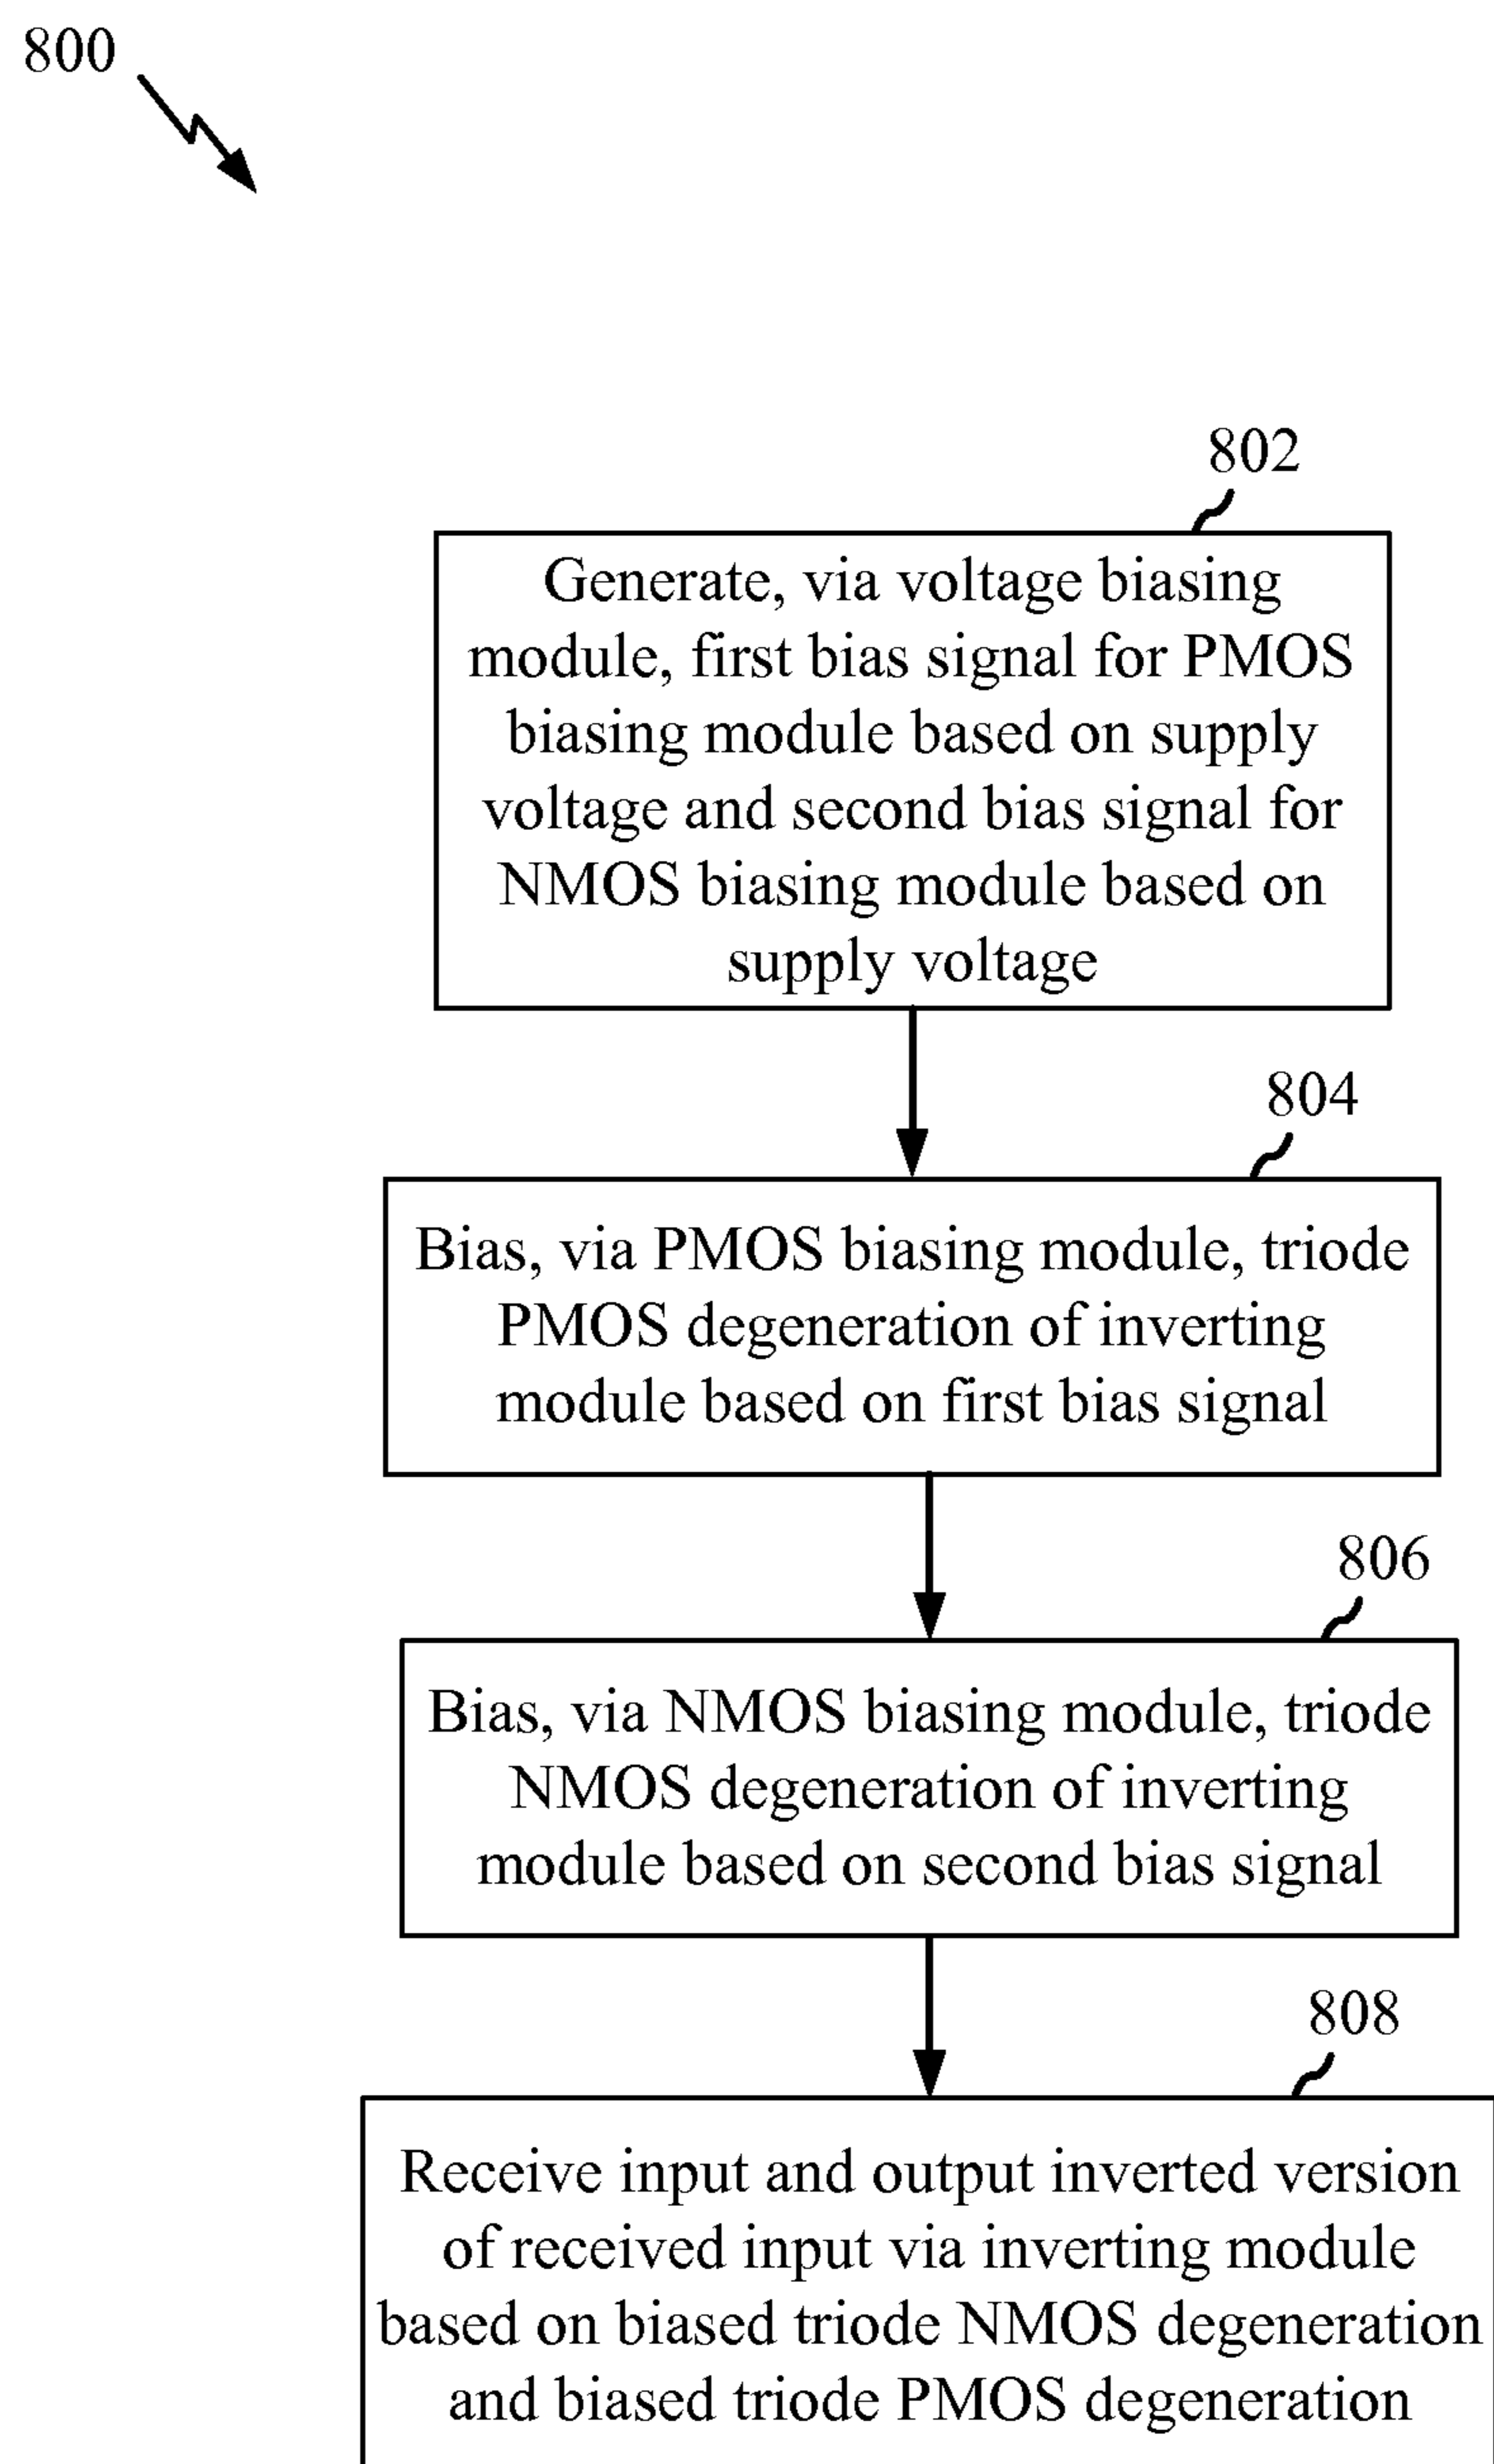 800
802
Generate, via voltage biasing
module, first bias signal for PMOS
biasing module based on supply
voltage and second bias signal for
NMOS biasing module based on
supply voltage
804
Bias, via PMOS biasing module, triode
PMOS degeneration of inverting
module based on first bias signal
806
Bias, via NMOS biasing module, triode
NMOS degeneration of inverting
module based on second bias signal
808
Receive input and output inverted version
of received input via inverting module
based on biased triode NMOS degeneration
and biased triode PMOS degeneration